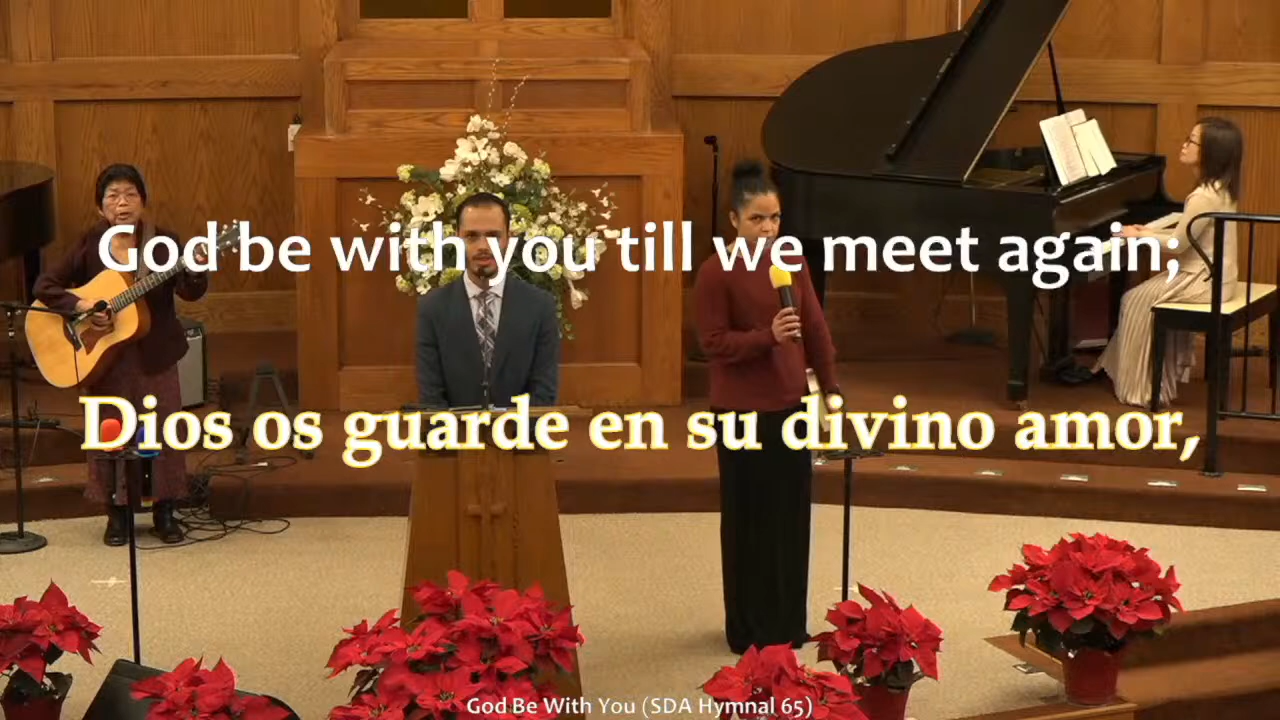 God be with you till we meet again;
Dios os guarde en su divino amor,
God Be With You (SDA Hymnal 65)